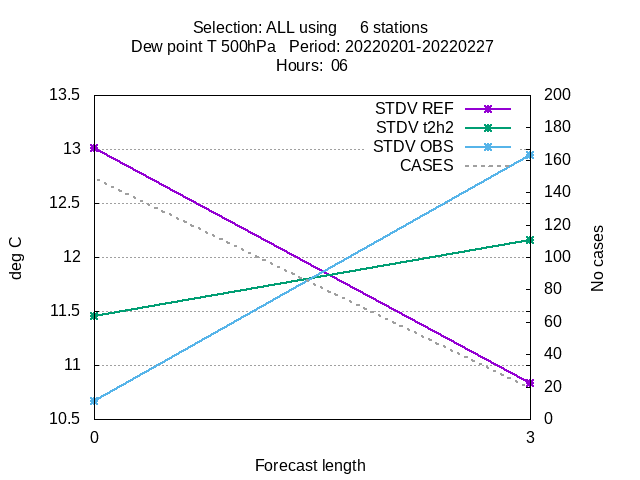 Selection: ALL using 6 stations
Dew point T 500hPa Period: 20220201-20220227
Hours: 06
13.5
13
12.5
12
11.5
11
10.5
200
180
160
140
120
100
80
60
40
20
0
STDV REF
STDV t2h2
STDV OBS
CASES
deg C
No cases
0
3
Forecast length